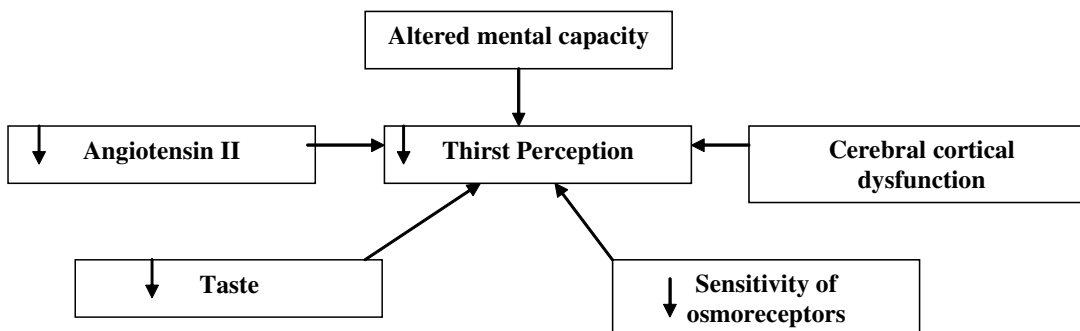 Altered mental capacity
Angiotensin II
Thirst Perception
Cerebral cortical
dysfunction
Taste
Sensitivity of
osmoreceptors